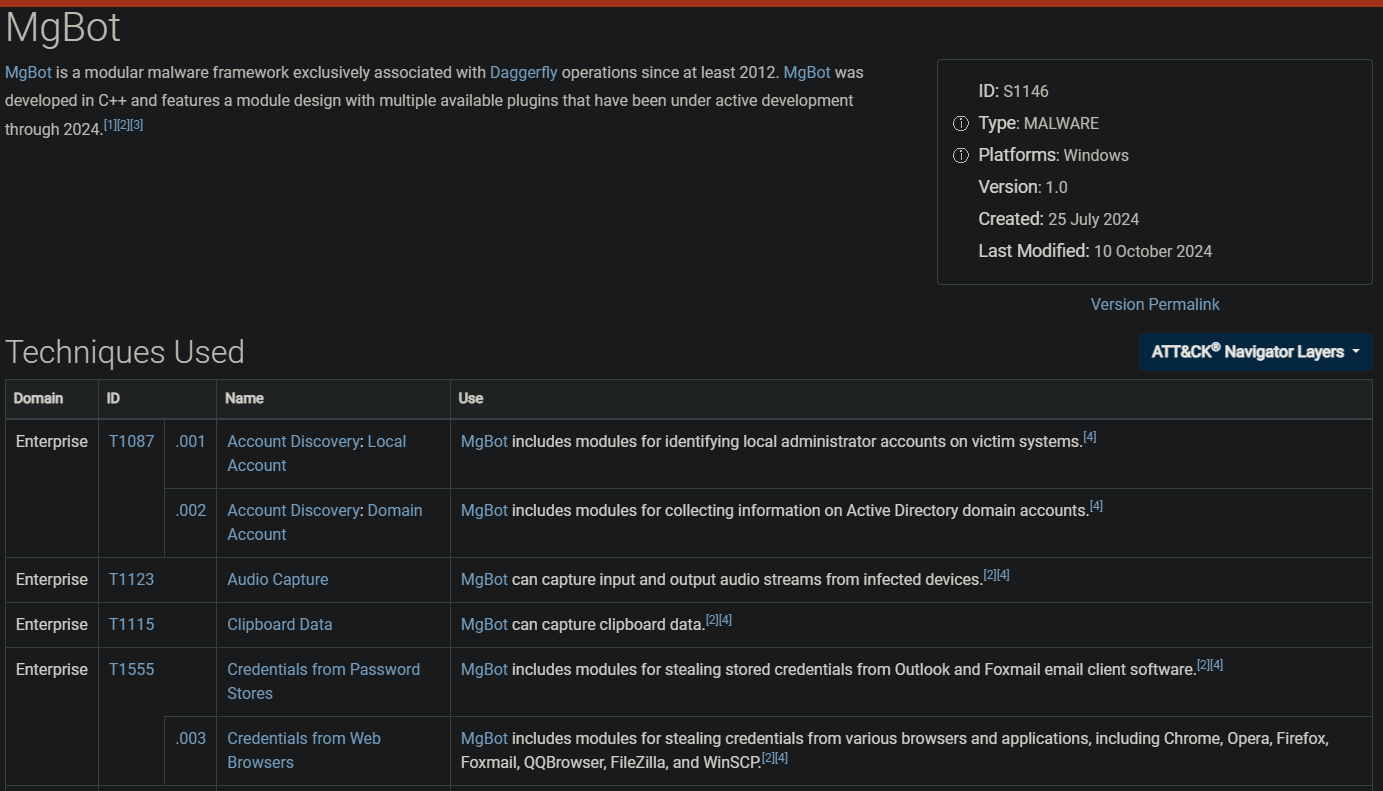 MgBot
MgBot is a modular malware framework exclusively associated with Daggerfly operations since at least 2012. MgBot was
developed in C++ and features a module design with multiple available plugins that have been under active development
through 2024.[1][2][3]
ID: S1146
ⓘ Type: MALWARE
ⓘ Platforms: Windows
Version: 1.0
Created: 25 July 2024
Last Modified: 10 October 2024
Version Permalink
Techniques Used
ATT&CK® Navigator Layers
Domain ID Name Use
Enterprise T1087 .001 Account Discovery: Local MgBot includes modules for identifying local administrator accounts on victim systems.[4]
Account
.002 Account Discovery: Domain MgBot includes modules for collecting information on Active Directory domain accounts.[4]
Account
Enterprise T1123 Audio Capture MgBot can capture input and output audio streams from infected devices.[2][4]
Enterprise T1115 Clipboard Data MgBot can capture clipboard data.[2][4]
Enterprise T1555 Credentials from Password MgBot includes modules for stealing stored credentials from Outlook and Foxmail email client software.[2][4]
Stores
.003 Credentials from Web MgBot includes modules for stealing credentials from various browsers and applications, including Chrome, Opera, Firefox,
Browsers Foxmail, QQBrowser, FileZilla, and WinSCP.[2][4]